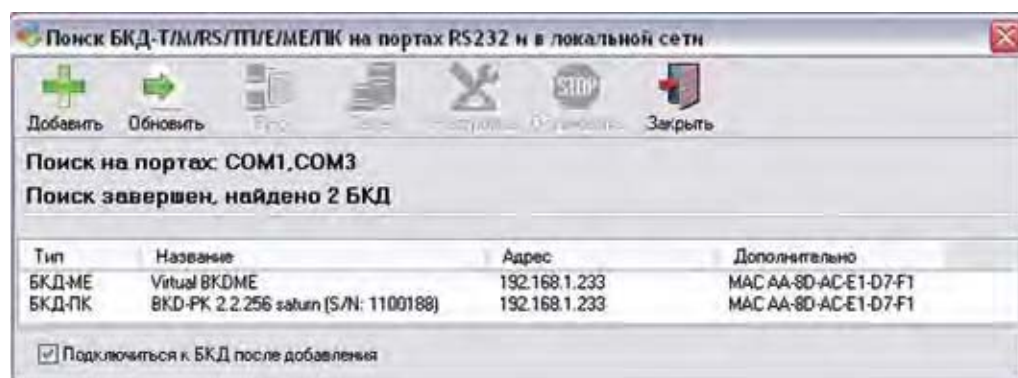 Поиск БКД-Т/М/RS/ТП/Е/МЕ/ПК на портах RS232 и в локальной сети
Добавить Обновить STOP Закрыть
Поиск на портах: COM1,COM3
Поиск завершен, найдено 2 БКД
Тип Название Адрес Дополнительно
БКД-МЕ Virtual BKDME 192.168.1.233 MAC AA-8D-AC-E1-D7-F1
БКД-ПК BKD-PK 2.2.256 saturn (S/N: 1100188) 192.168.1.233 MAC AA-8D-AC-E1-D7-F1
Подключиться к БКД после добавления